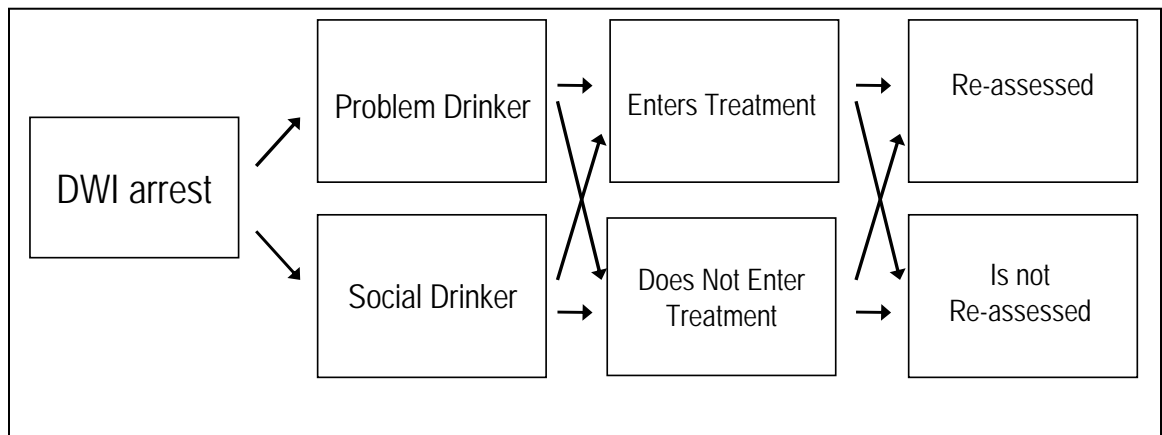 DWI arrest
Problem Drinker
Social Drinker
Enters Treatment
Does Not Enter
Treatment
Re-assessed
Is not
Re-assessed